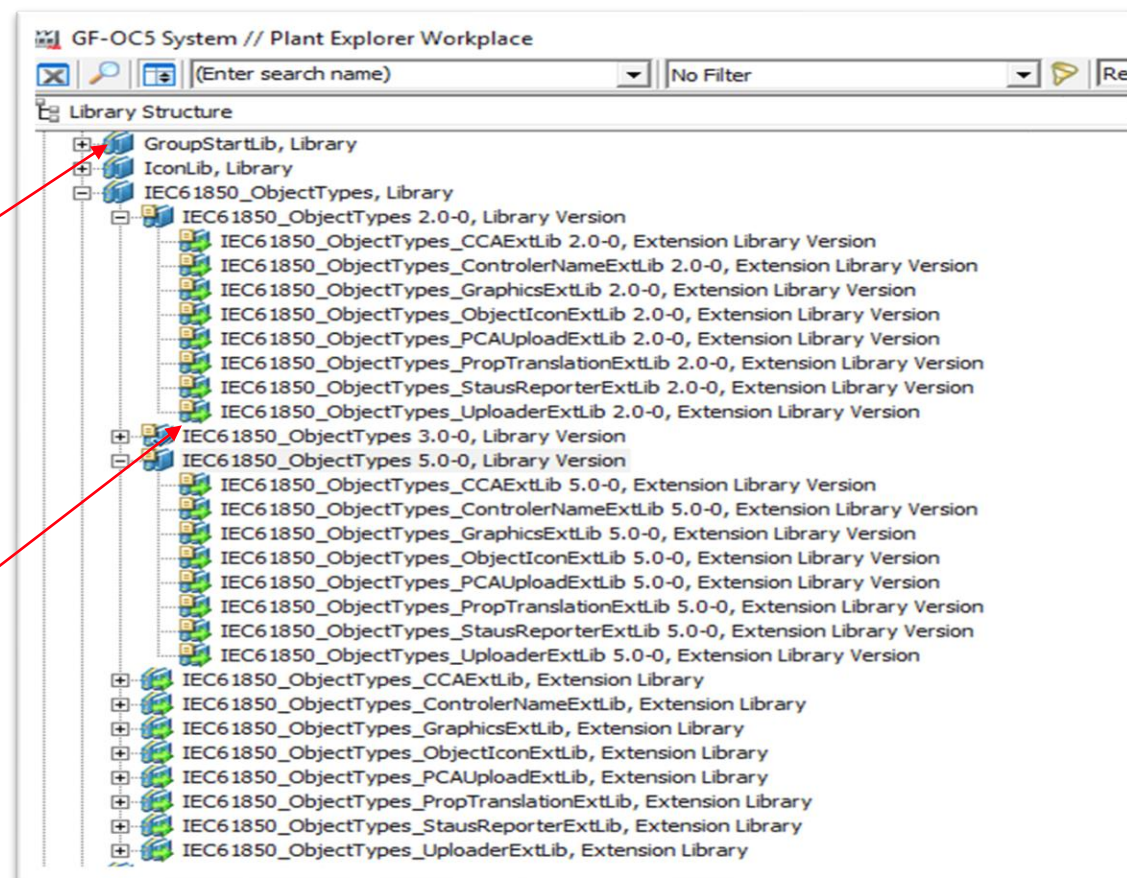 GF-OC5 System // Plant Explorer Workplace
(Enter search name) No Filter Re
Library Structure
GroupStartLib, Library
IconLib, Library
IEC61850_ObjectTypes, Library
IEC61850_ObjectTypes 2.0-0, Library Version
IEC61850_ObjectTypes_CCAExtLib 2.0-0, Extension Library Version
IEC61850_ObjectTypes_ControlerNameExtLib 2.0-0, Extension Library Version
IEC61850_ObjectTypes_GraphicsExtLib 2.0-0, Extension Library Version
IEC61850_ObjectTypes_ObjectIconExtLib 2.0-0, Extension Library Version
IEC61850_ObjectTypes_PCAUploadExtLib 2.0-0, Extension Library Version
IEC61850_ObjectTypes_PropTranslationExtLib 2.0-0, Extension Library Version
IEC61850_ObjectTypes_StausReporterExtLib 2.0-0, Extension Library Version
IEC61850_ObjectTypes_UploaderExtLib 2.0-0, Extension Library Version
IEC61850_ObjectTypes 3.0-0, Library Version
IEC61850_ObjectTypes 5.0-0, Library Version
IEC61850_ObjectTypes_CCAExtLib 5.0-0, Extension Library Version
IEC61850_ObjectTypes_ControlerNameExtLib 5.0-0, Extension Library Version
IEC61850_ObjectTypes_GraphicsExtLib 5.0-0, Extension Library Version
IEC61850_ObjectTypes_ObjectIconExtLib 5.0-0, Extension Library Version
IEC61850_ObjectTypes_PCAUploadExtLib 5.0-0, Extension Library Version
IEC61850_ObjectTypes_PropTranslationExtLib 5.0-0, Extension Library Version
IEC61850_ObjectTypes_StausReporterExtLib 5.0-0, Extension Library Version
IEC61850_ObjectTypes_UploaderExtLib 5.0-0, Extension Library Version
IEC61850_ObjectTypes_CCAExtLib, Extension Library
IEC61850_ObjectTypes_ControlerNameExtLib, Extension Library
IEC61850_ObjectTypes_GraphicsExtLib, Extension Library
IEC61850_ObjectTypes_ObjectIconExtLib, Extension Library
IEC61850_ObjectTypes_PCAUploadExtLib, Extension Library
IEC61850_ObjectTypes_PropTranslationExtLib, Extension Library
IEC61850_ObjectTypes_StausReporterExtLib, Extension Library
IEC61850_ObjectTypes_UploaderExtLib, Extension Library